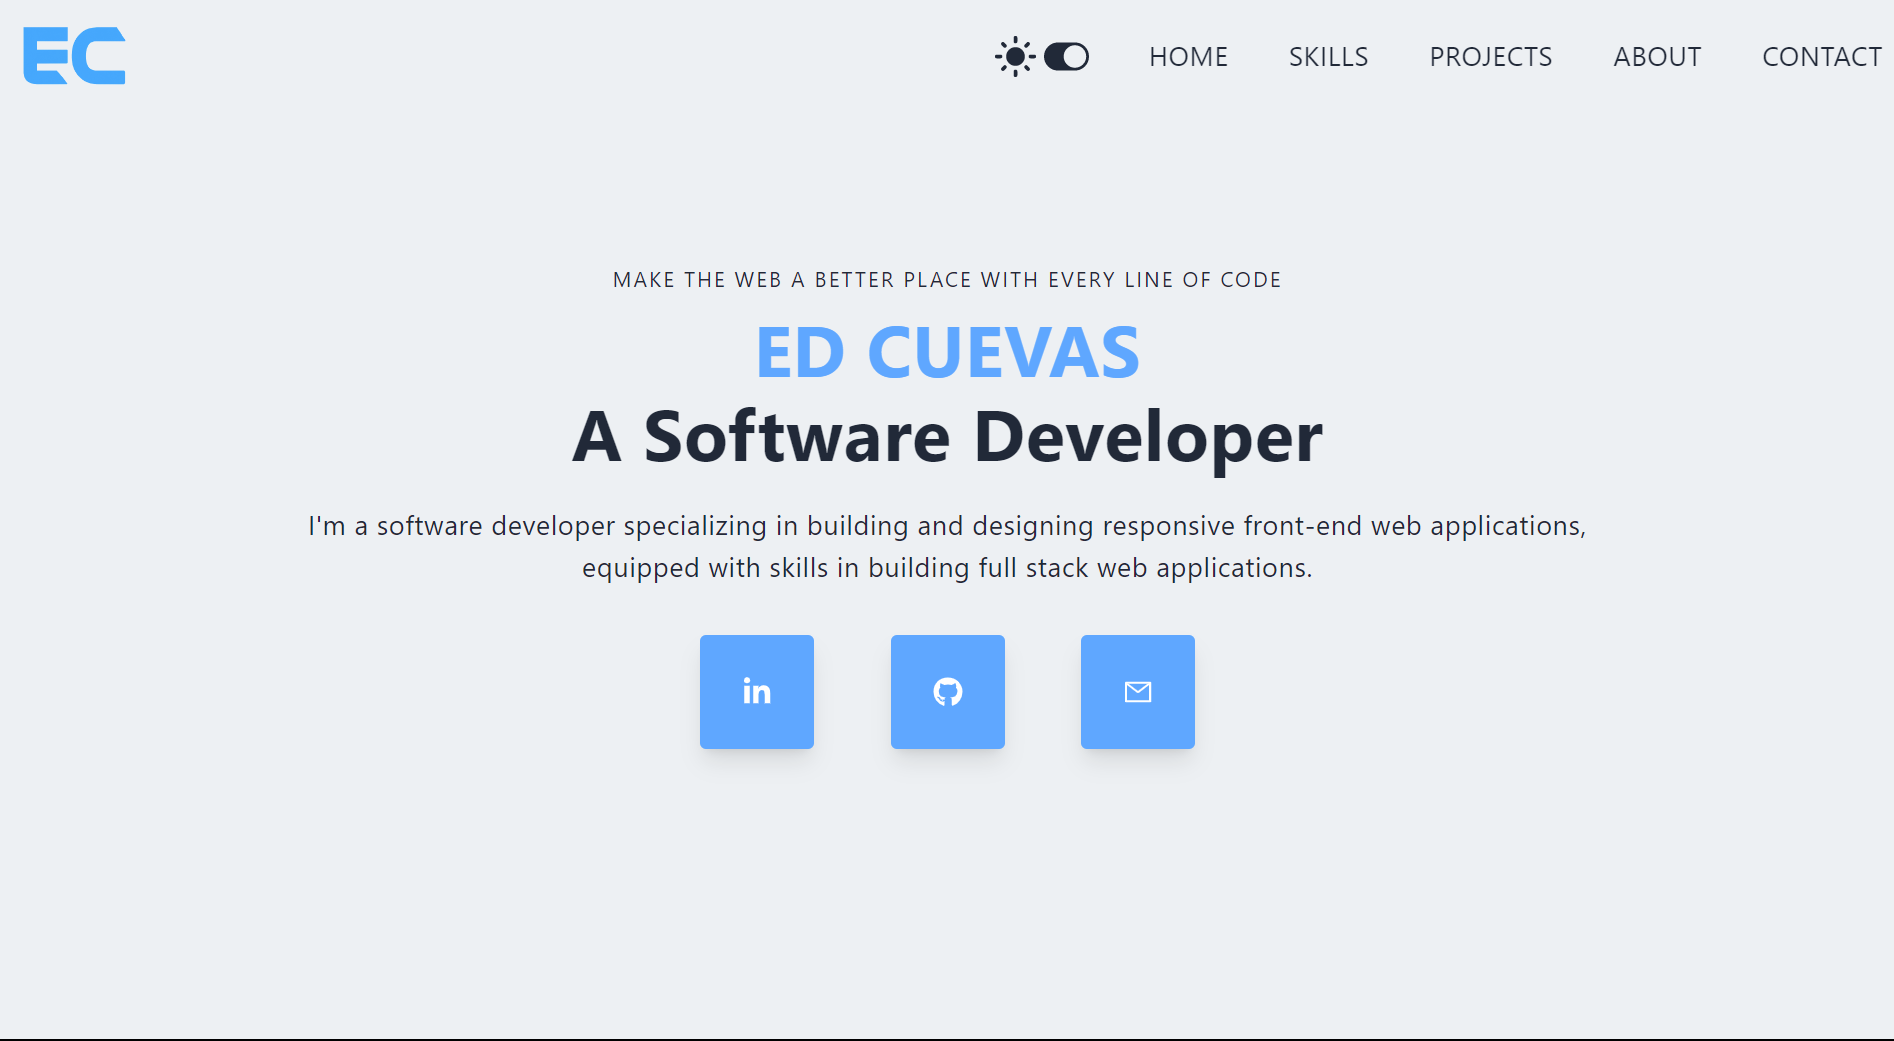 EC
HOME SKILLS PROJECTS ABOUT CONTACT
MAKE THE WEB A BETTER PLACE WITH EVERY LINE OF CODE
ED CUEVAS
A Software Developer
I'm a software developer specializing in building and designing responsive front-end web applications,
equipped with skills in building full stack web applications.
in